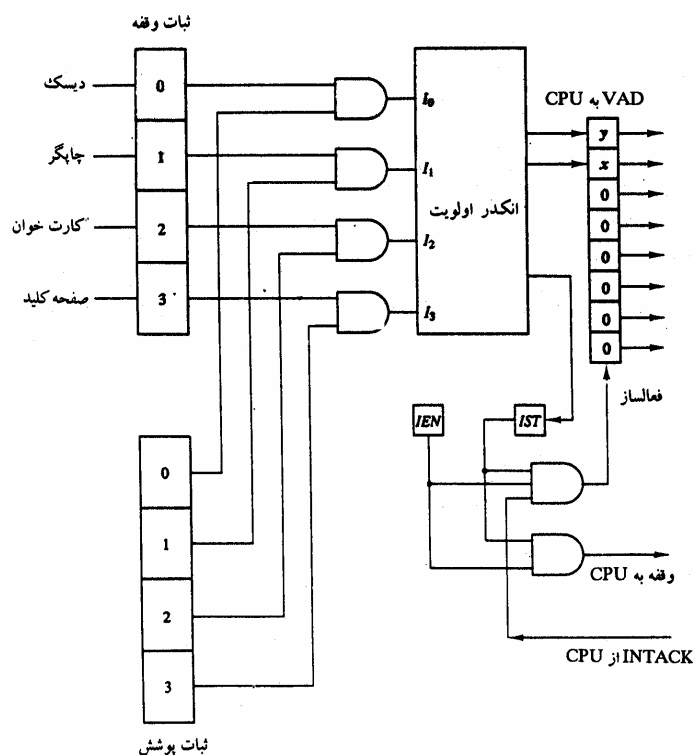 ثبات وقفه
دیسک
0
چاپگر
1
کارت خوان
2
صفحه کلید
3
I₀
I₁
I₂
I₃
انکدر اولویت
VAD به CPU
y
x
0
0
0
0
0
0
فعالساز
IEN
IST
وقفه به CPU
INTACK از CPU
0
1
2
3
ثبات پوشش